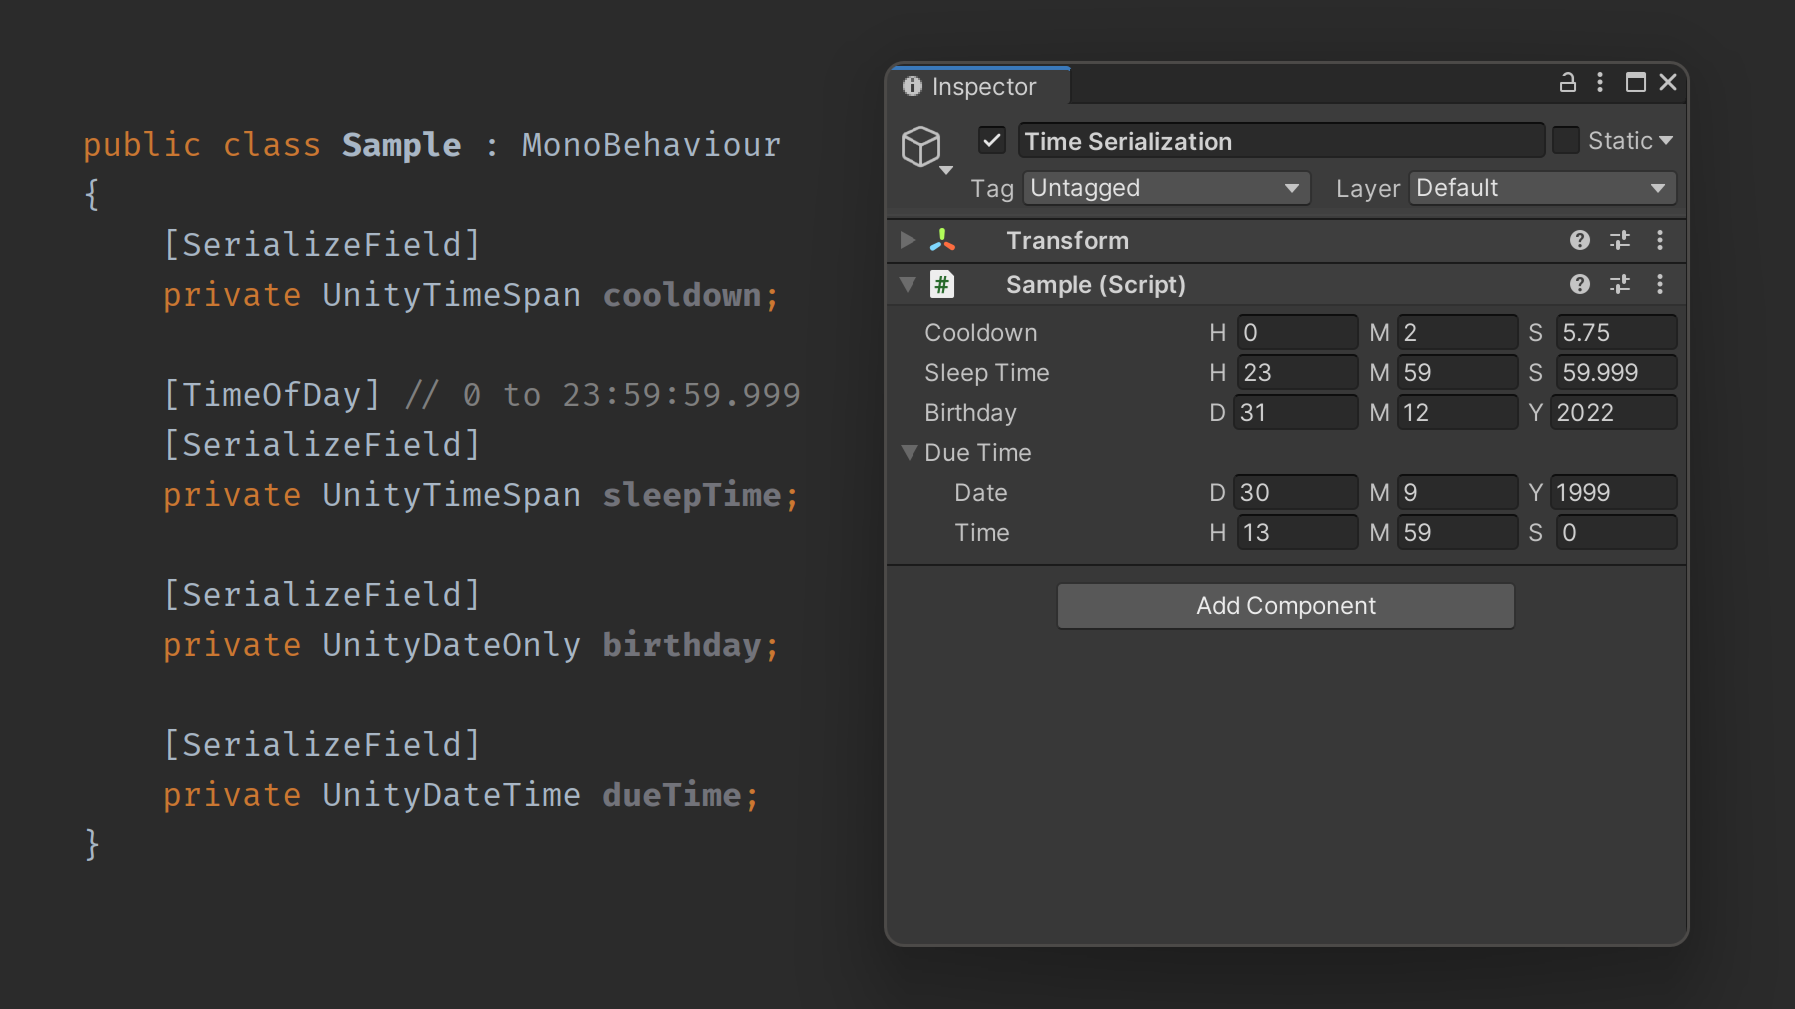 public class Sample : MonoBehaviour
{
[SerializeField]
private UnityTimeSpan cooldown;
[TimeOfDay] // 0 to 23:59:59.999
[SerializeField]
private UnityTimeSpan sleepTime;
[SerializeField]
private UnityDateOnly birthday;
[SerializeField]
private UnityDateTime dueTime;
}
Inspector
Time Serialization Static
Tag Untagged Layer Default
Transform
# Sample (Script)
Cooldown H 0 M 2 S 5.75
Sleep Time H 23 M 59 S 59.999
Birthday D 31 M 12 Y 2022
Due Time
Date D 30 M 9 Y 1999
Time H 13 M 59 S 0
Add Component